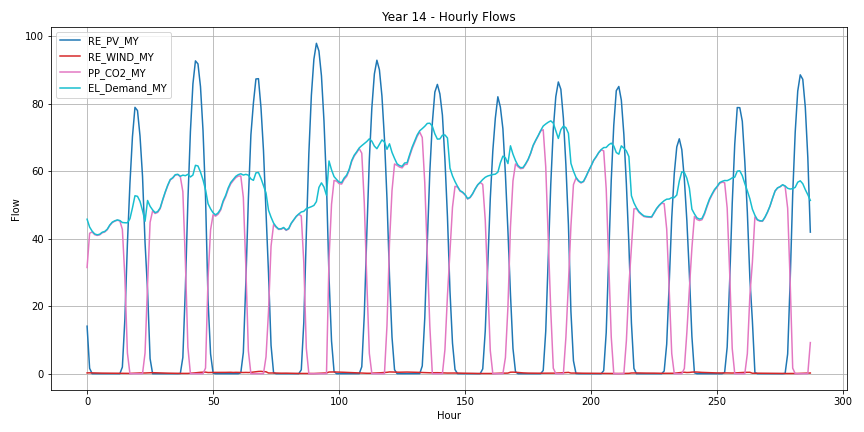 Year 14 - Hourly Flows
RE_PV_MY
RE_WIND_MY
PP_CO2_MY
EL_Demand_MY
100
80
60
40
20
0
Flow
0 50 100 150 200 250 300
Hour